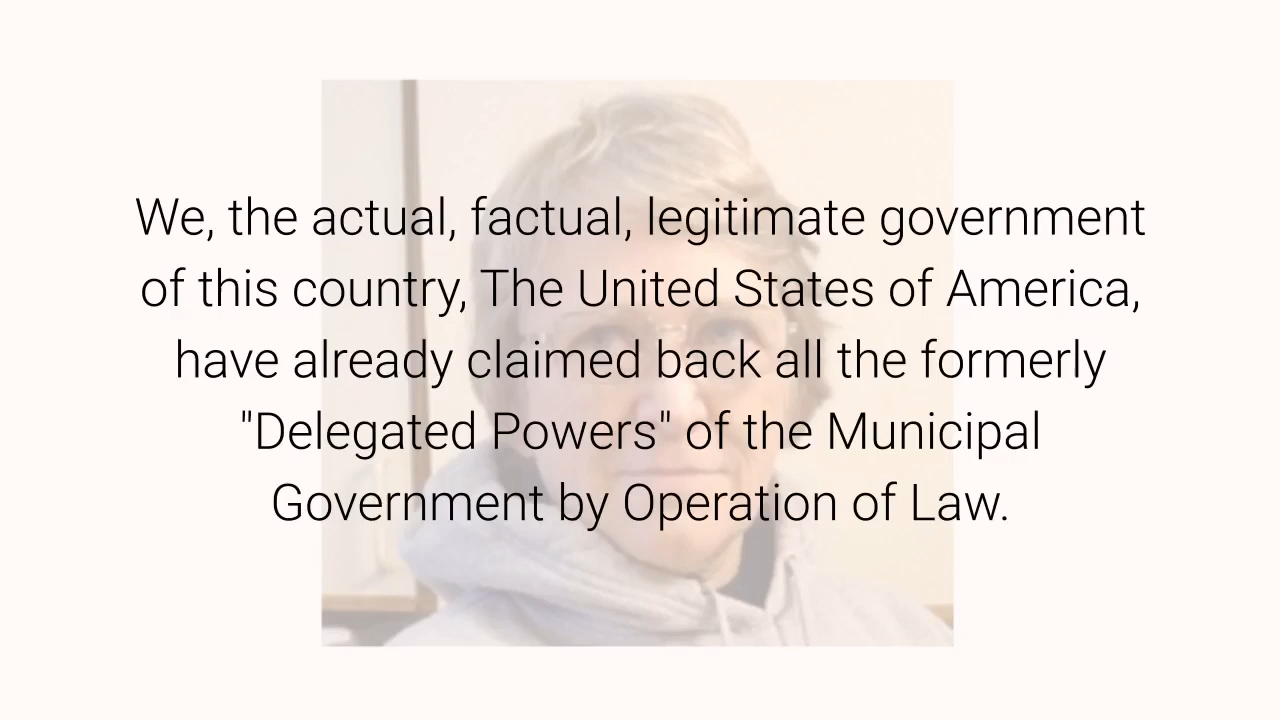 We, the actual, factual, legitimate government
of this country, The United States of America,
have already claimed back all the formerly
"Delegated Powers" of the Municipal
Government by Operation of Law.